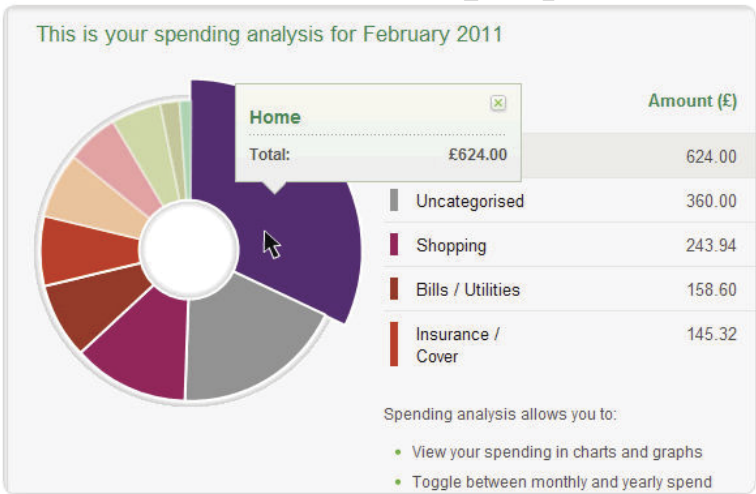 This is your spending analysis for February 2011
Home
Total: £624.00
Amount (£)
624.00
Uncategorised 360.00
Shopping 243.94
Bills / Utilities 158.60
Insurance / 145.32
Cover
Spending analysis allows you to:
• View your spending in charts and graphs
• Toggle between monthly and yearly spend